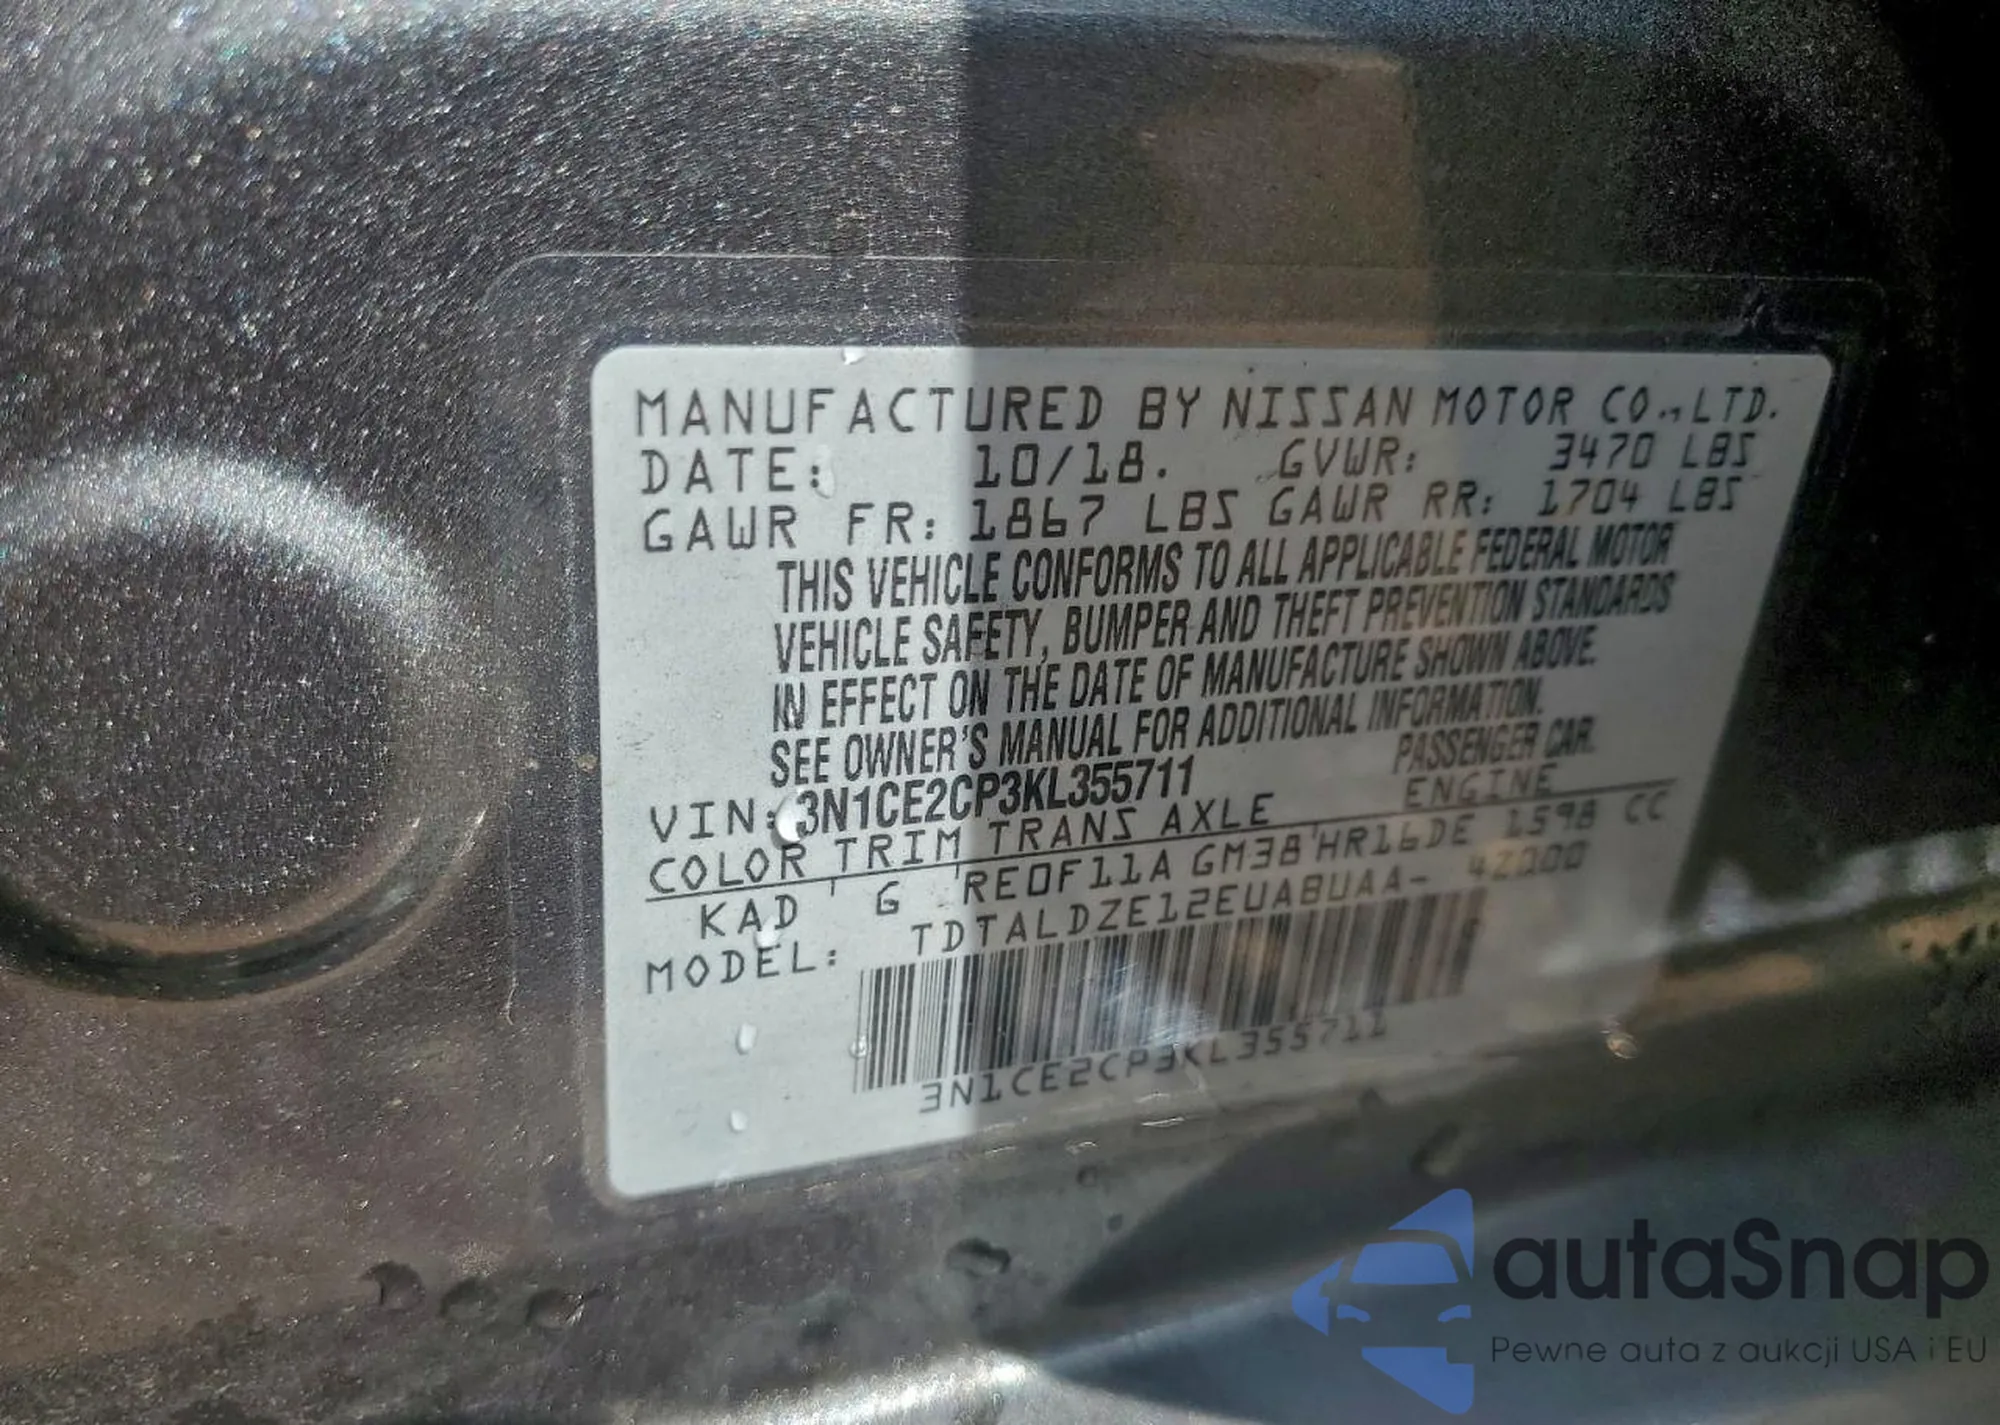 MANUFACTURED BY NISSAN MOTOR CO., LTD.
DATE: 10/18. GVWR: 3470 LBS
GAWR FR: 1867 LBS GAWR RR: 1704 LBS
THIS VEHICLE CONFORMS TO ALL APPLICABLE FEDERAL MOTOR
VEHICLE SAFETY, BUMPER AND THEFT PREVENTION STANDARDS
IN EFFECT ON THE DATE OF MANUFACTURE SHOWN ABOVE.
SEE OWNER'S MANUAL FOR ADDITIONAL INFORMATION.
PASSENGER CAR.
VIN: 3N1CE2CP3KL355711
COLOR TRIM TRANS AXLE ENGINE
KAD G RE0F11A GM38 HR16DE 1598 CC
MODEL: TDTALDZE12EUABUAA-
3N1CE2CP3KL355711
autaSnap
Pewne auta z aukcji USA i EU